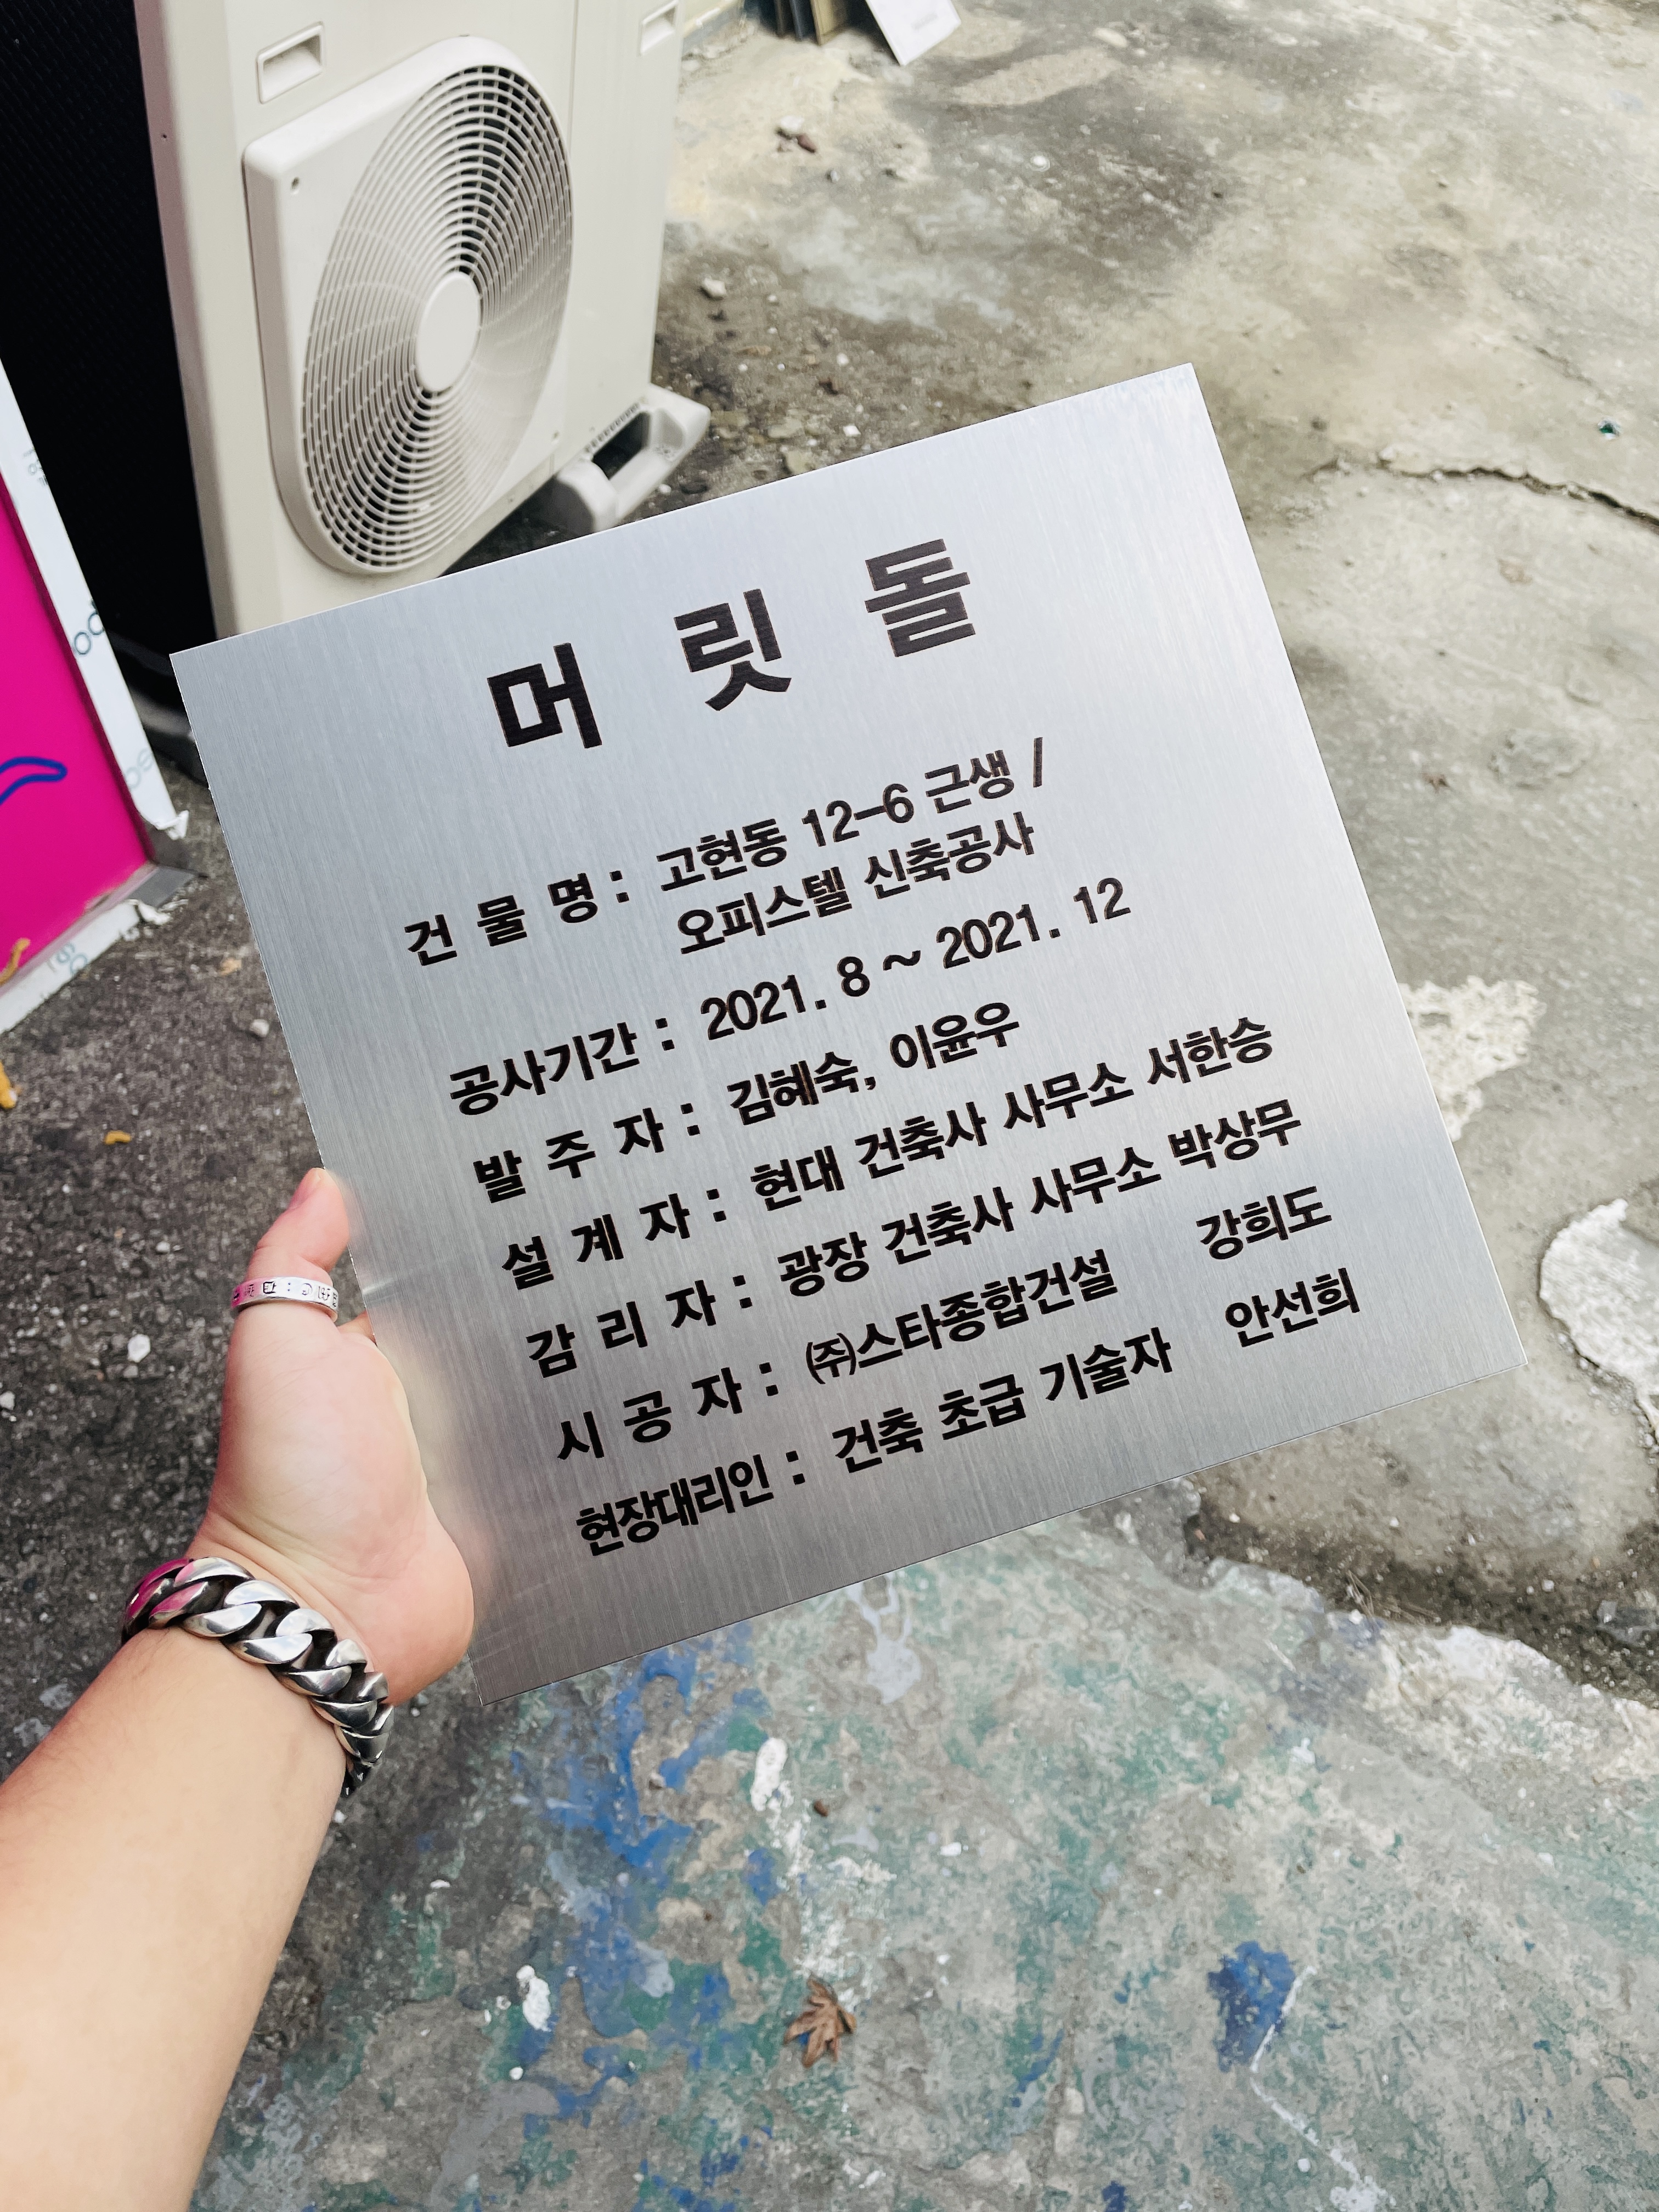 머 릿 돌
건 물 명 : 고현동 12-6 근생 /
오피스텔 신축공사
공사기간 : 2021. 8 ~ 2021. 12
발 주 자 : 김혜숙, 이윤우
설 계 자 : 현대 건축사 사무소 서한승
감 리 자 : 광장 건축사 사무소 박상무
시 공 자 : ㈜스타종합건설 강희도
현장대리인 : 건축 초급 기술자 안선희